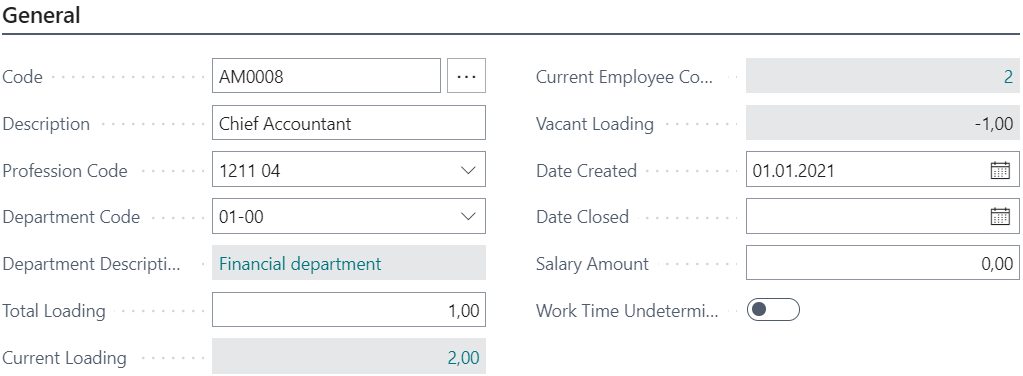 General
Code
AM0008
Description
Chief Accountant
Profession Code
1211 04
Department Code
01-00
Department Descripti...
Financial department
Total Loading
1,00
Current Loading
2,00
Current Employee Co...
2
Vacant Loading
-1,00
Date Created
01.01.2021
Date Closed
Salary Amount
0,00
Work Time Undetermi...